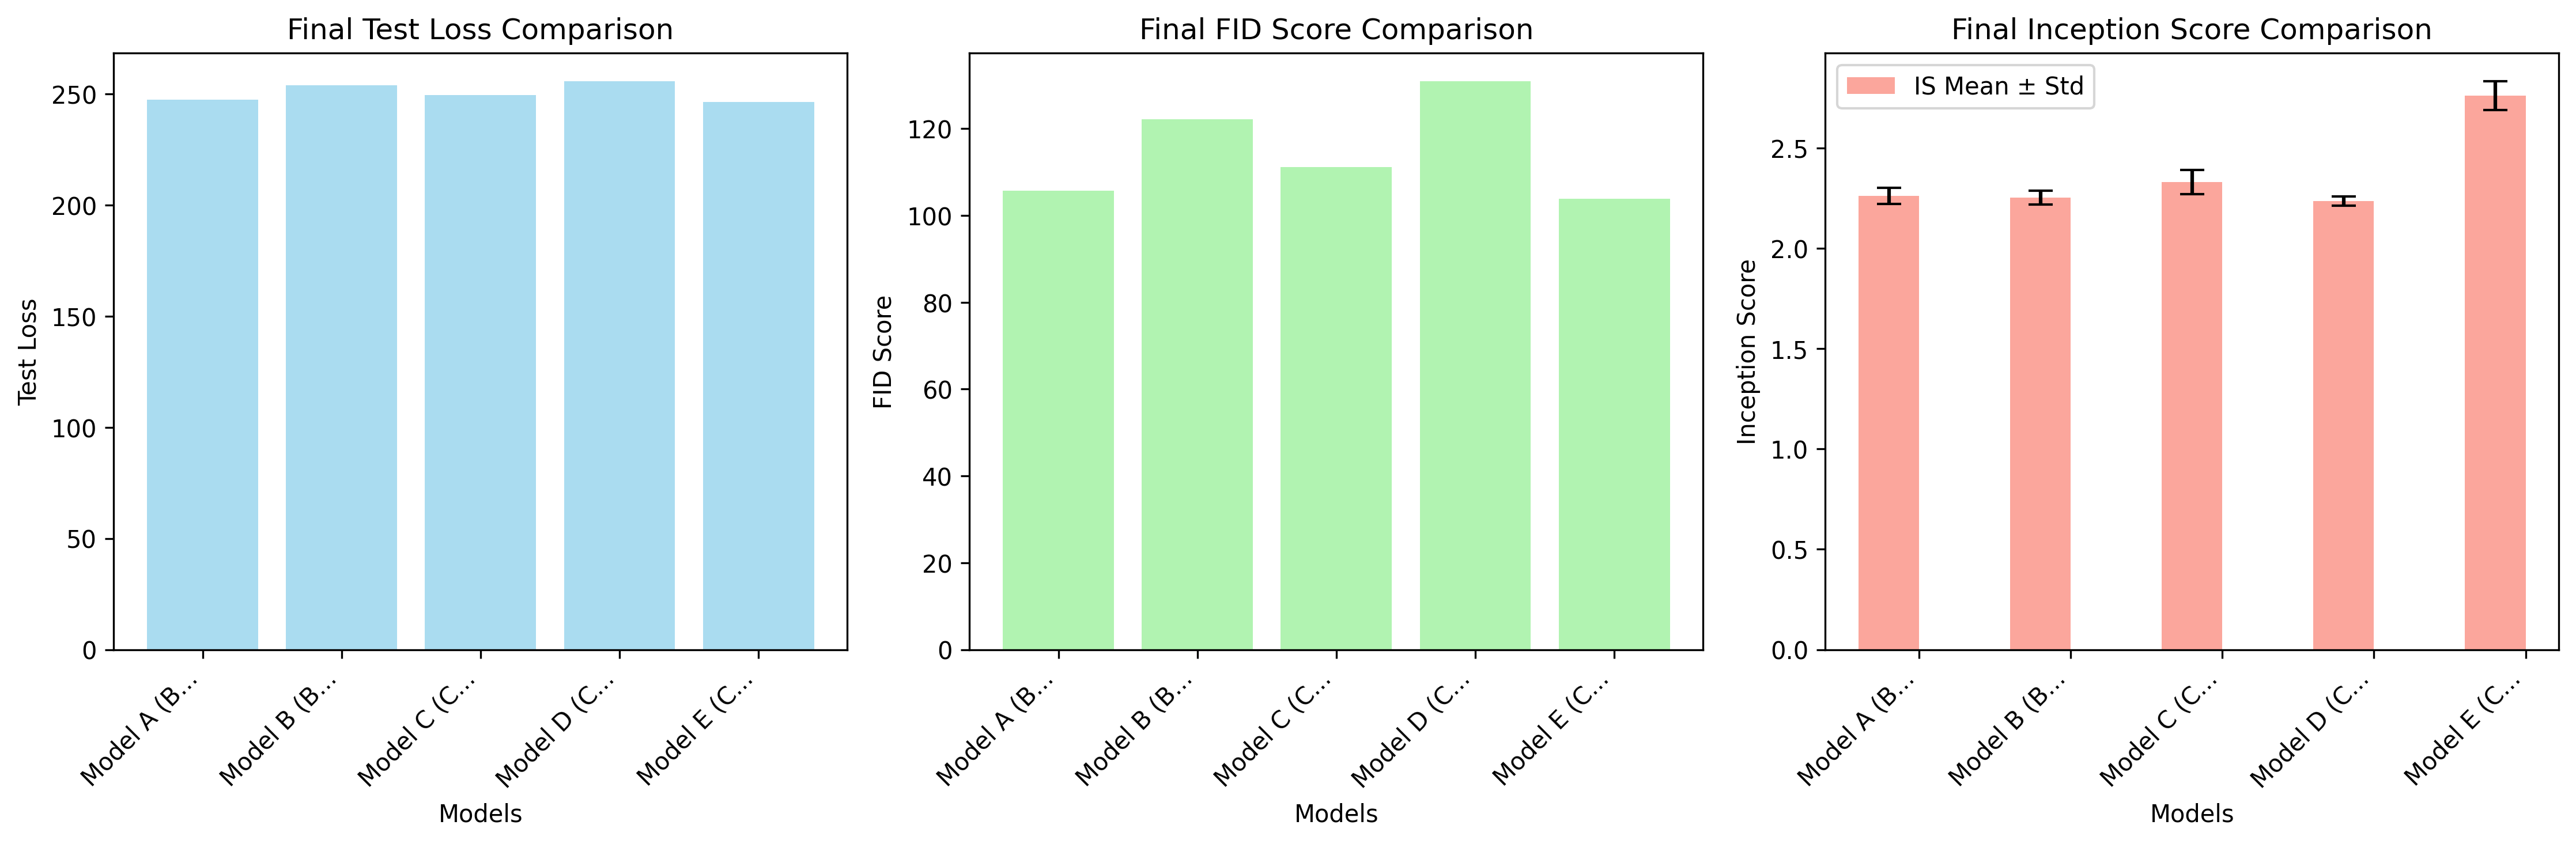 Final Test Loss Comparison
Test Loss
250
200
150
100
50
0
Model A (B...
Model B (B...
Model C (C...
Model D (C...
Model E (C...
Models
Final FID Score Comparison
FID Score
120
100
80
60
40
20
0
Model A (B...
Model B (B...
Model C (C...
Model D (C...
Model E (C...
Models
Final Inception Score Comparison
IS Mean ± Std
Inception Score
2.5
2.0
1.5
1.0
0.5
0.0
Model A (B...
Model B (B...
Model C (C...
Model D (C...
Model E (C...
Models